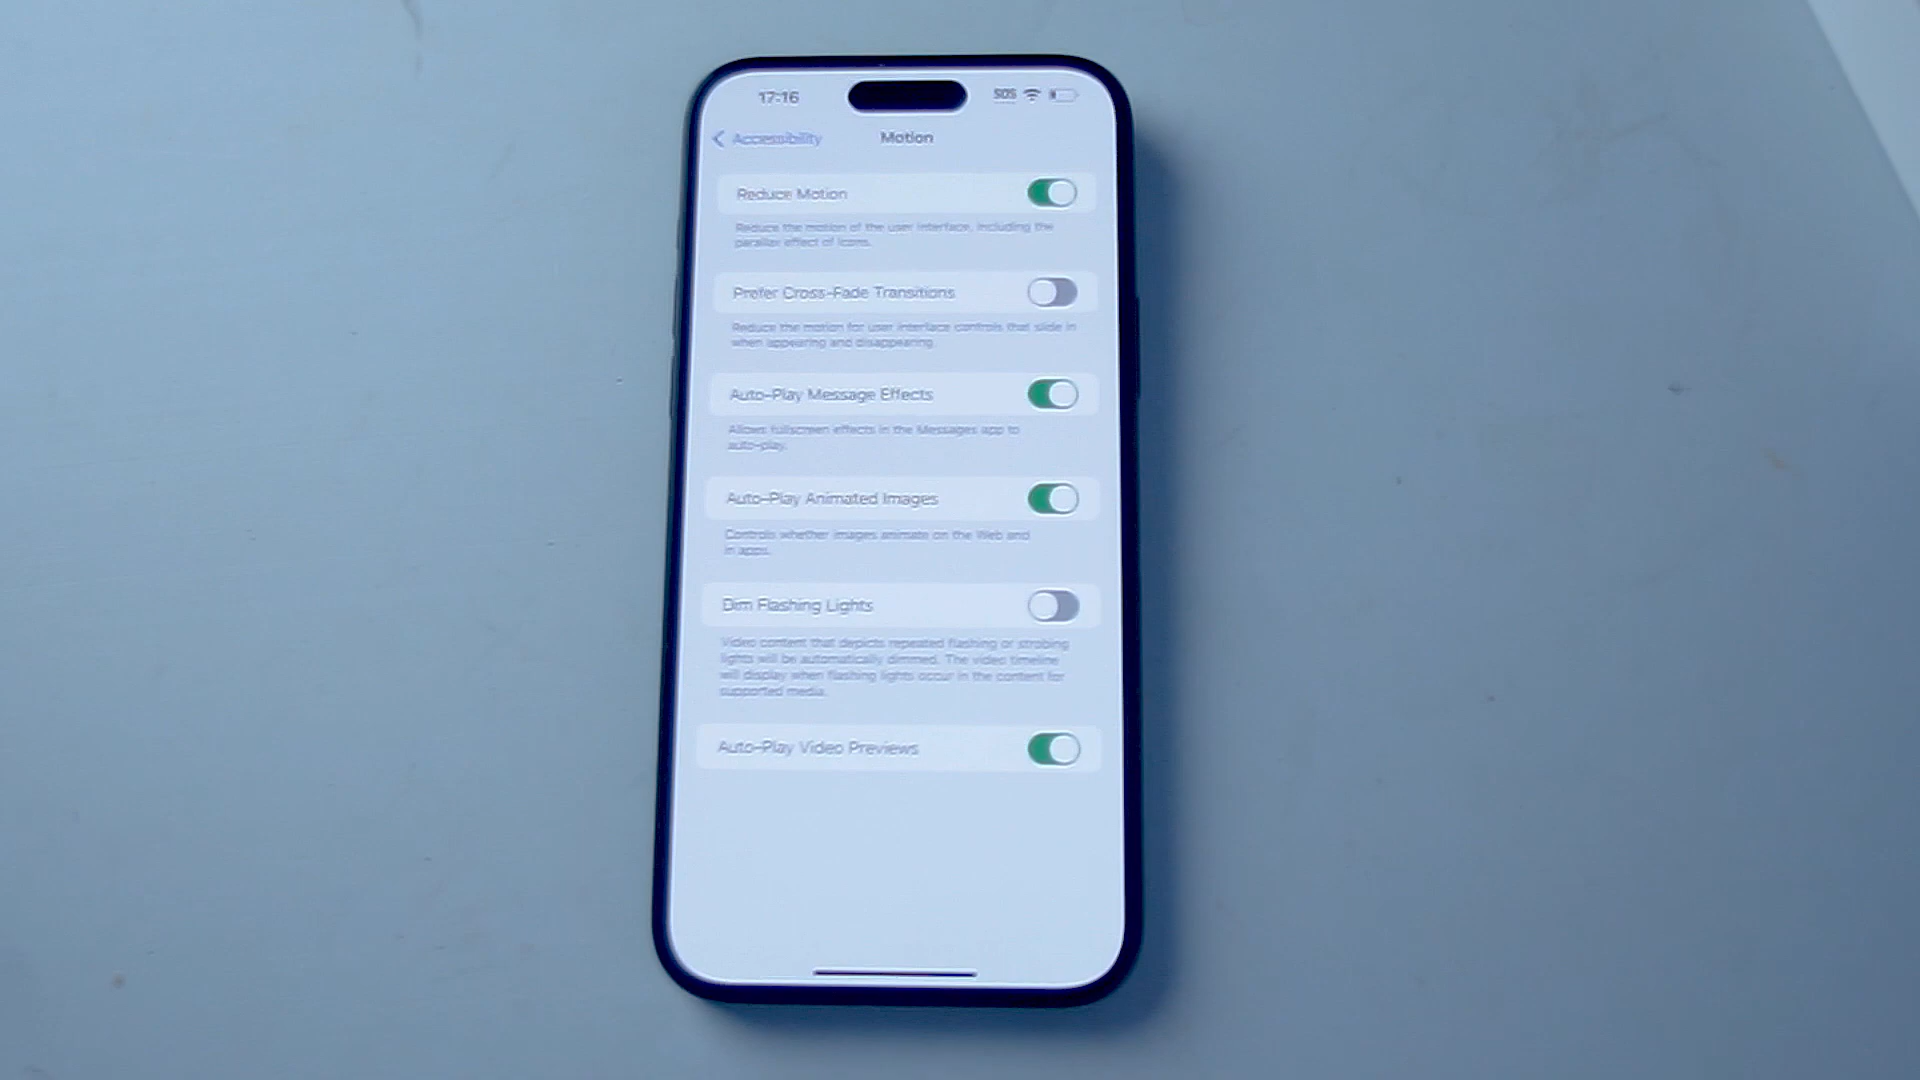 17:16
SOS
Accessibility
Motion
Reduce Motion
Reduce the motion of the user interface, including the
parallax effect of icons.
Prefer Cross-Fade Transitions
Reduce the motion for user interface controls that slide in
when appearing and disappearing.
Auto-Play Message Effects
Allows fullscreen effects in the Messages app to
auto-play.
Auto-Play Animated Images
Controls whether images animate on the Web and
in apps.
Dim Flashing Lights
Video content that depicts repeated flashing or strobing
lights will be automatically dimmed. The video timeline
will display when flashing lights occur in the content for
supported media.
Auto-Play Video Previews